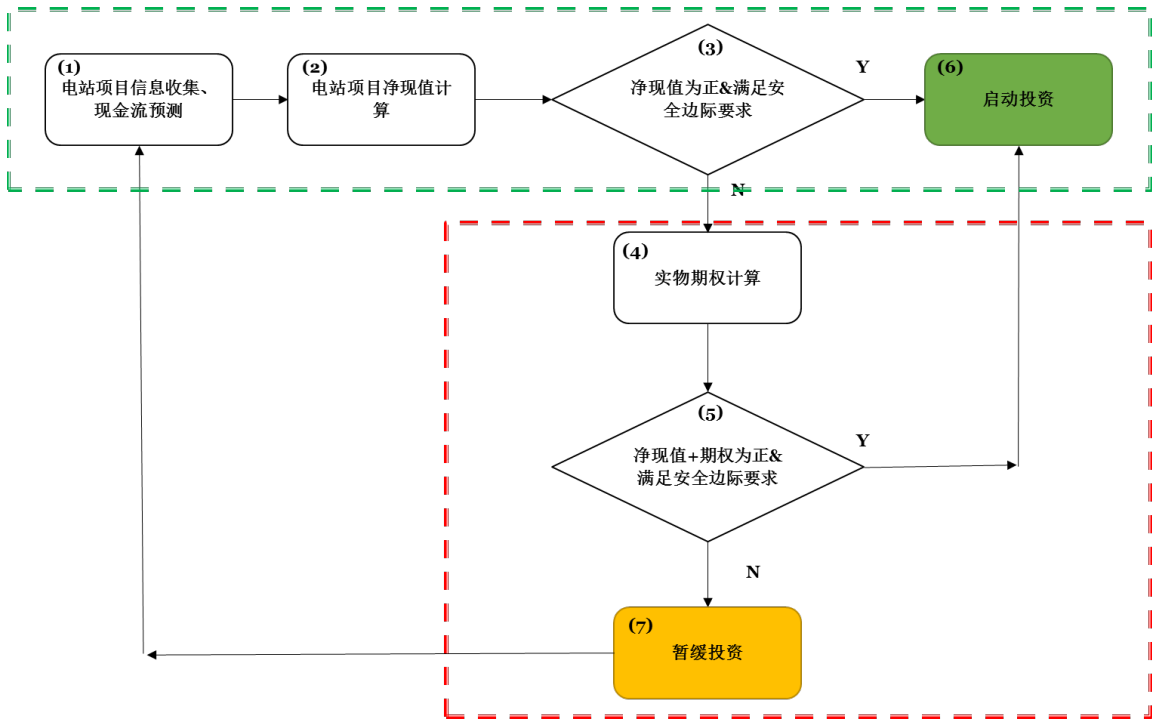 (1)
电站项目信息收集、
现金流预测
(2)
电站项目净现值计
算
(3)
净现值为正&满足安
全边际要求
Y
(6)
启动投资
N
(4)
实物期权计算
(5)
净现值+期权为正&
满足安全边际要求
Y
N
(7)
暂缓投资